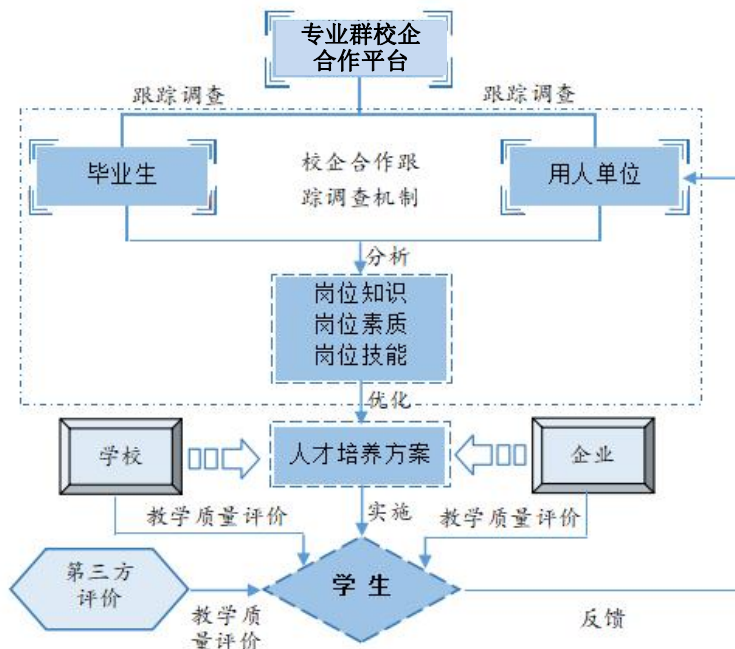 专业群校企
合作平台
跟踪调查
跟踪调查
毕业生
校企合作跟
踪调查机制
用人单位
分析
岗位知识
岗位素质
岗位技能
优化
学校
人才培养方案
企业
教学质量评价
实施
教学质量评价
第三方
评价
学 生
教学质
量评价
反馈